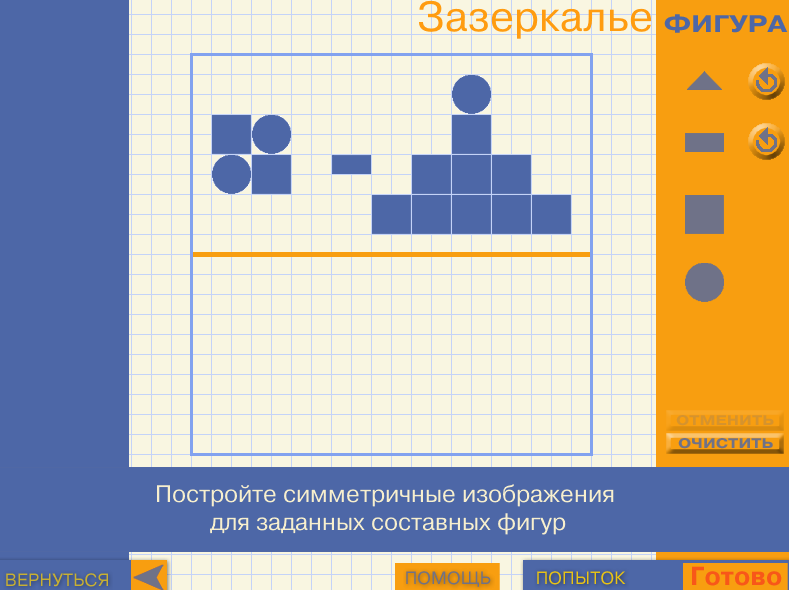 Зазеркалье
ФИГУРА
ОТМЕНИТЬ
ОЧИСТИТЬ
Постройте симметричные изображения
для заданных составных фигур
ВЕРНУТЬСЯ
ПОМОЩЬ
ПОПЫТОК
Готово